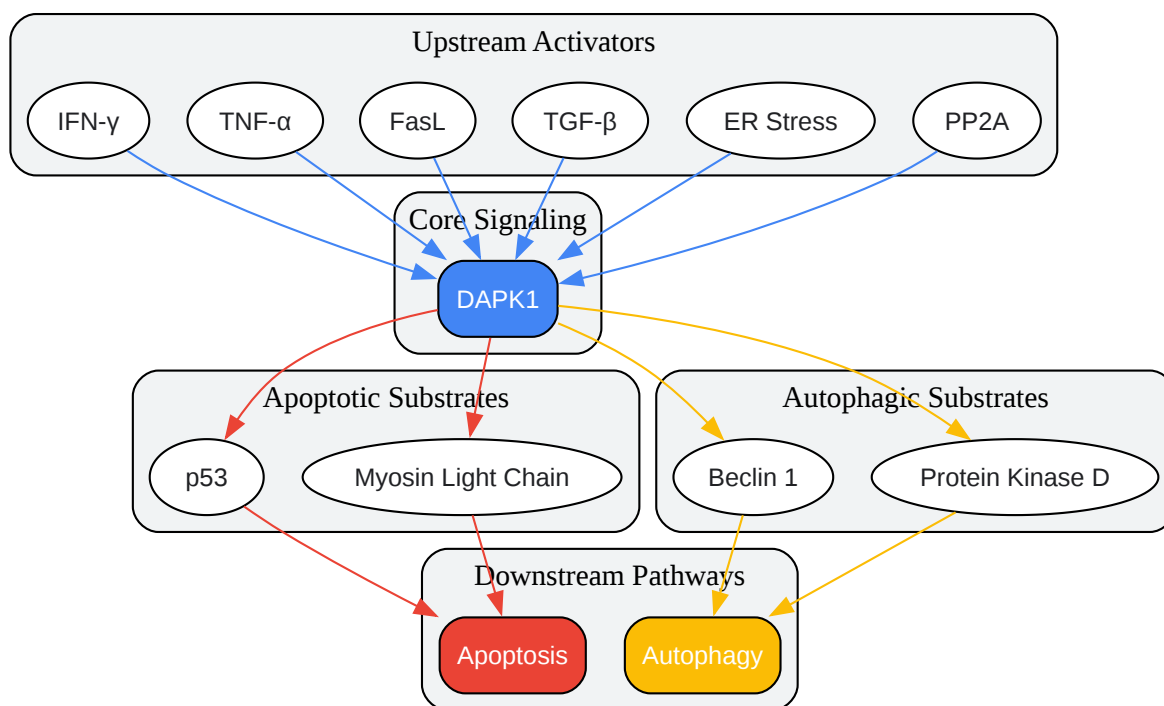 Upstream Activators
IFN-γ
TNF-α
FasL
TGF-β
ER Stress
PP2A
Core Signaling
DAPK1
Apoptotic Substrates
Autophagic Substrates
p53
Myosin Light Chain
Beclin 1
Protein Kinase D
Downstream Pathways
Apoptosis
Autophagy